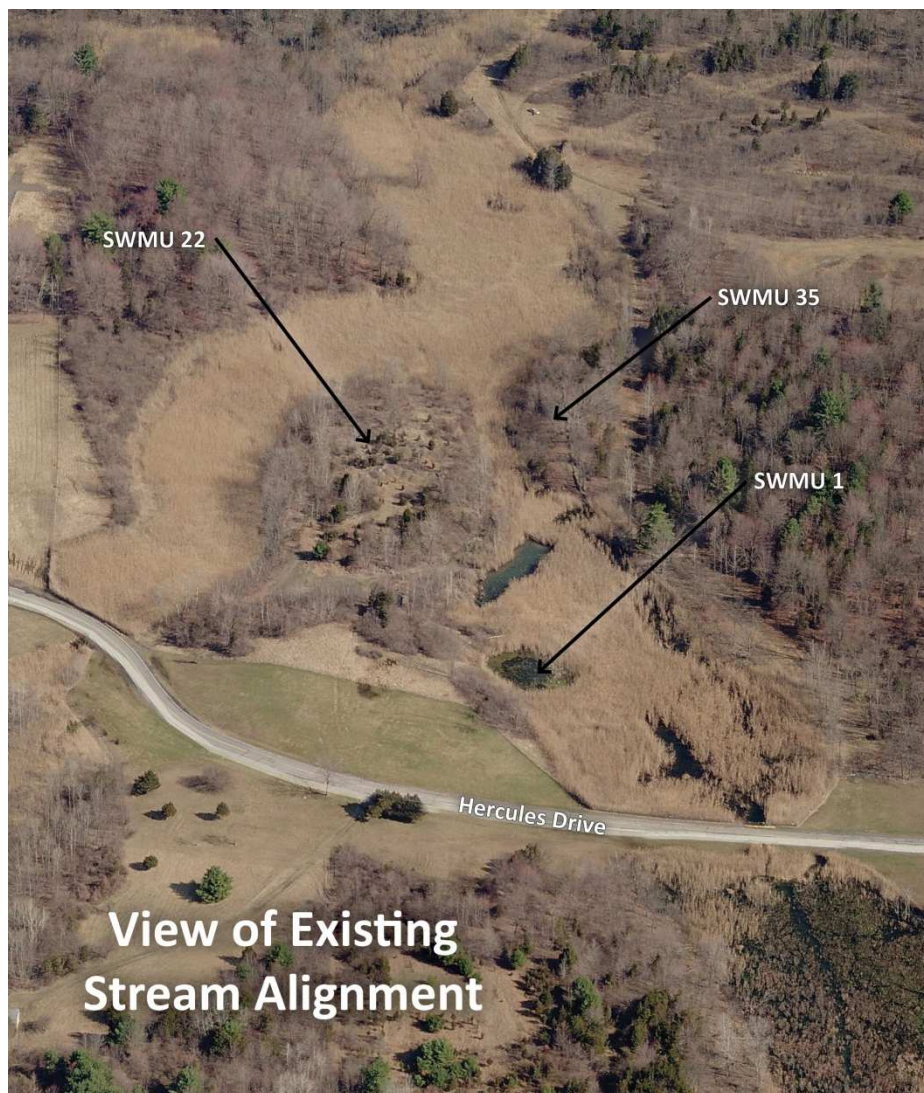 SWMU 22
SWMU 35
SWMU 1
Hercules Drive
View of Existing
Stream Alignment